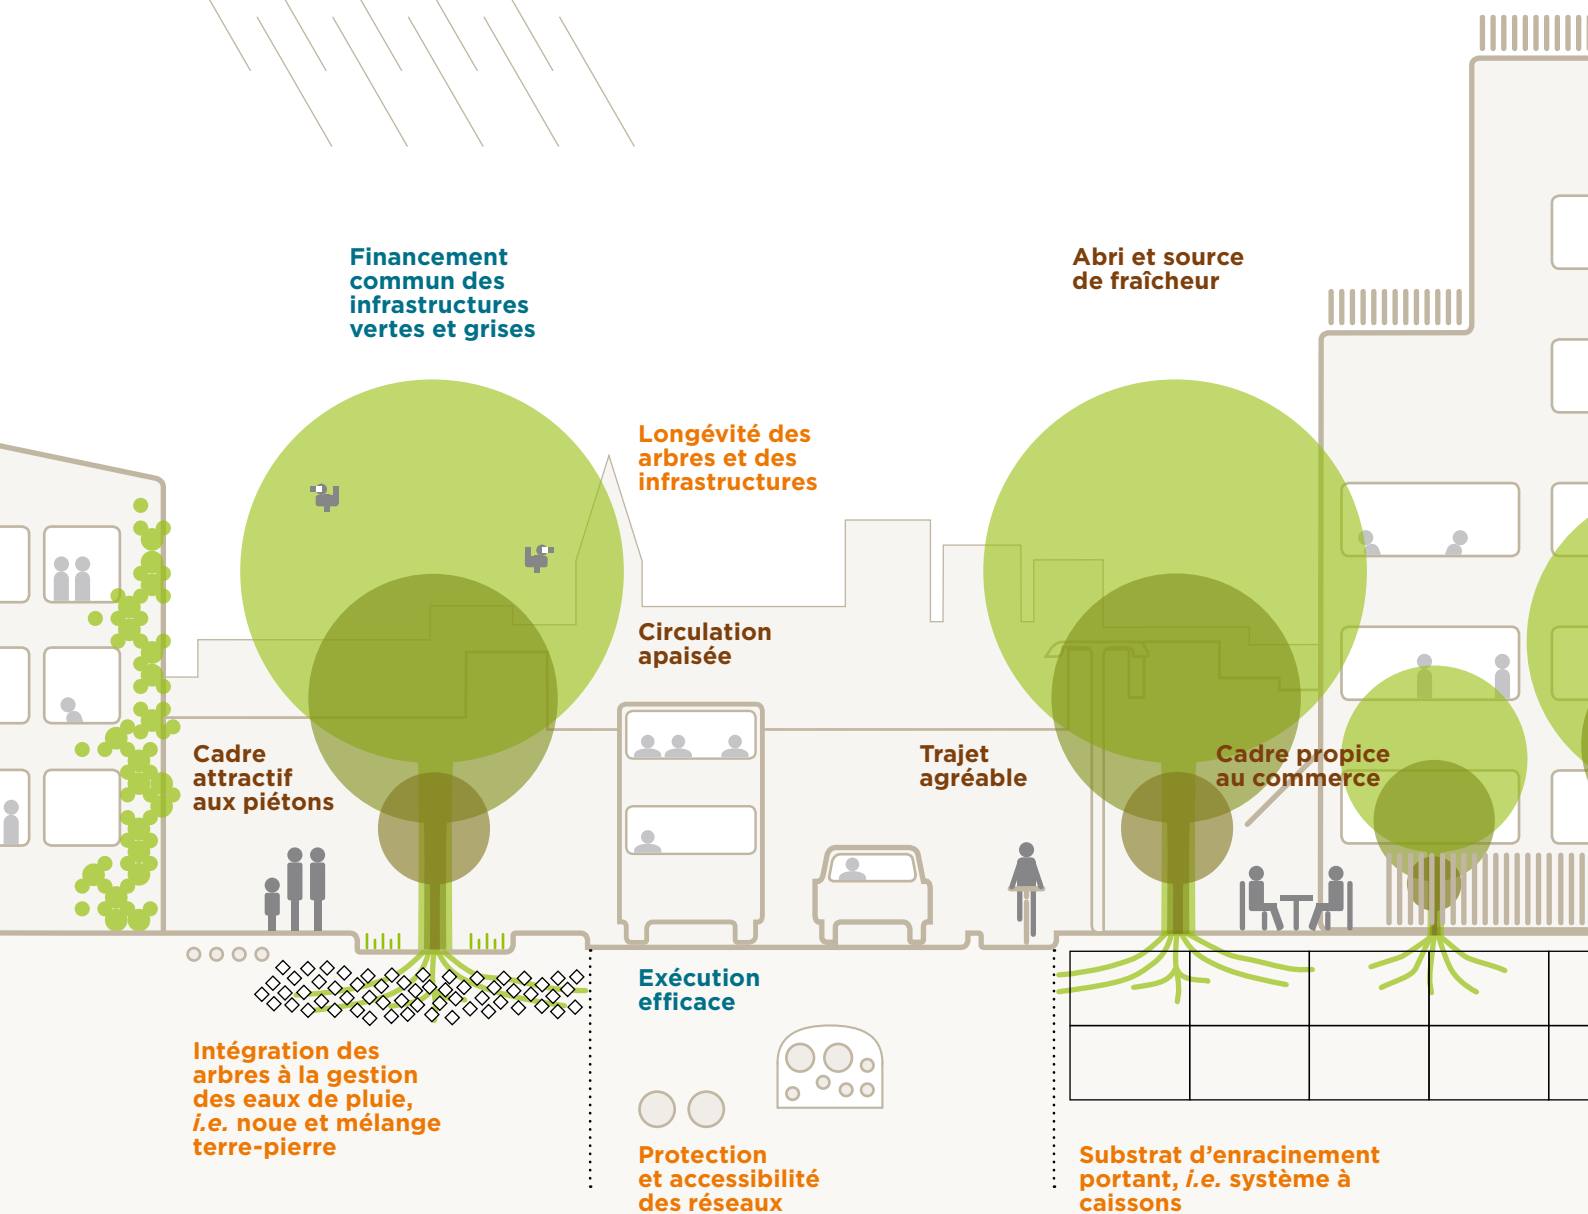 Financement
commun des
infrastructures
vertes et grises
Abri et source
de fraîcheur
Longévité des
arbres et des
infrastructures
Circulation
apaisée
Cadre
attractif
aux piétons
Trajet
agréable
Cadre propice
au commerce
Exécution
efficace
Intégration des
arbres à la gestion
des eaux de pluie,
i.e. noue et mélange
terre-pierre
Protection
et accessibilité
des réseaux
Substrat d’enracinement
portant, i.e. système à
caissons